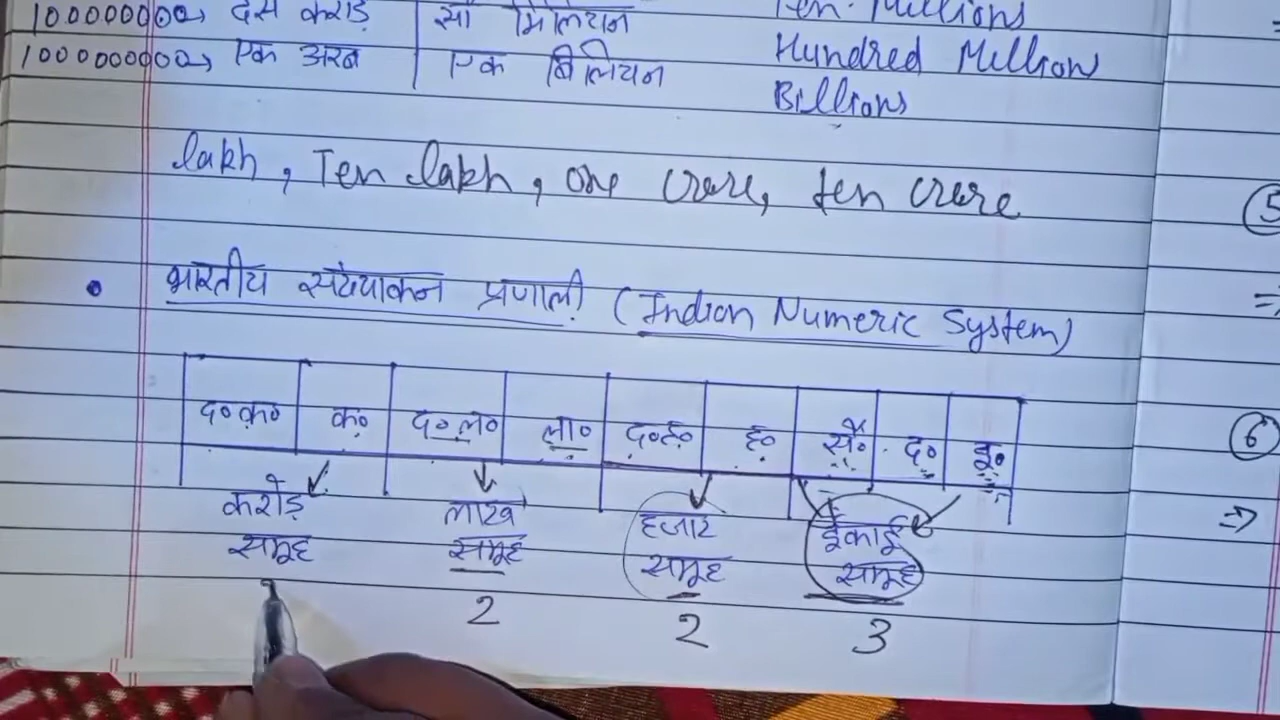 100000000→ दस करोड़ सौ मिलियन Ten Millions
1000000000→ एक अरब एक बिलियन Hundred Million
Billions
lakh, Ten lakh, one crore, ten crore
• भारतीय संख्यांकन प्रणाली (Indian Numeric System)
द०क० क० द०ल० ला० द०ह० ह० सै० द० इ०
करोड़ लाख हजार ईकाई
समूह समूह समूह समूह
2 2 3
5
⇒
6
⇒